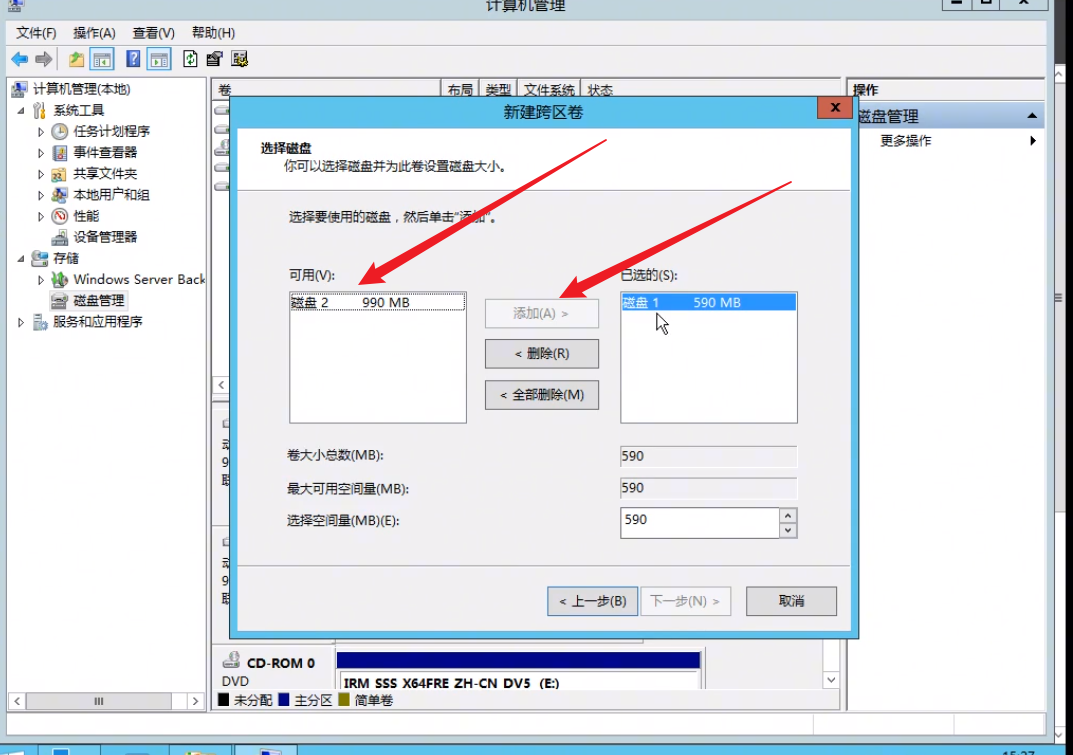 计算机管理
文件(F) 操作(A) 查看(V) 帮助(H)
计算机管理(本地)
系统工具
任务计划程序
事件查看器
共享文件夹
本地用户和组
性能
设备管理器
存储
Windows Server Back
磁盘管理
服务和应用程序
卷 布局 类型 文件系统 状态
操作
磁盘管理
更多操作
新建跨区卷
选择磁盘
你可以选择磁盘并为此卷设置磁盘大小。
选择要使用的磁盘，然后单击“添加”。
可用(V):
已选的(S):
磁盘 2 990 MB
磁盘 1 590 MB
添加(A) >
< 删除(R)
< 全部删除(M)
卷大小总数(MB): 590
最大可用空间量(MB): 590
选择空间量(MB)(E): 590
< 上一步(B) 下一步(N) > 取消
CD-ROM 0
DVD
IRM_SSS_X64FRE_ZH-CN_DV5 (E:)
未分配 主分区 简单卷